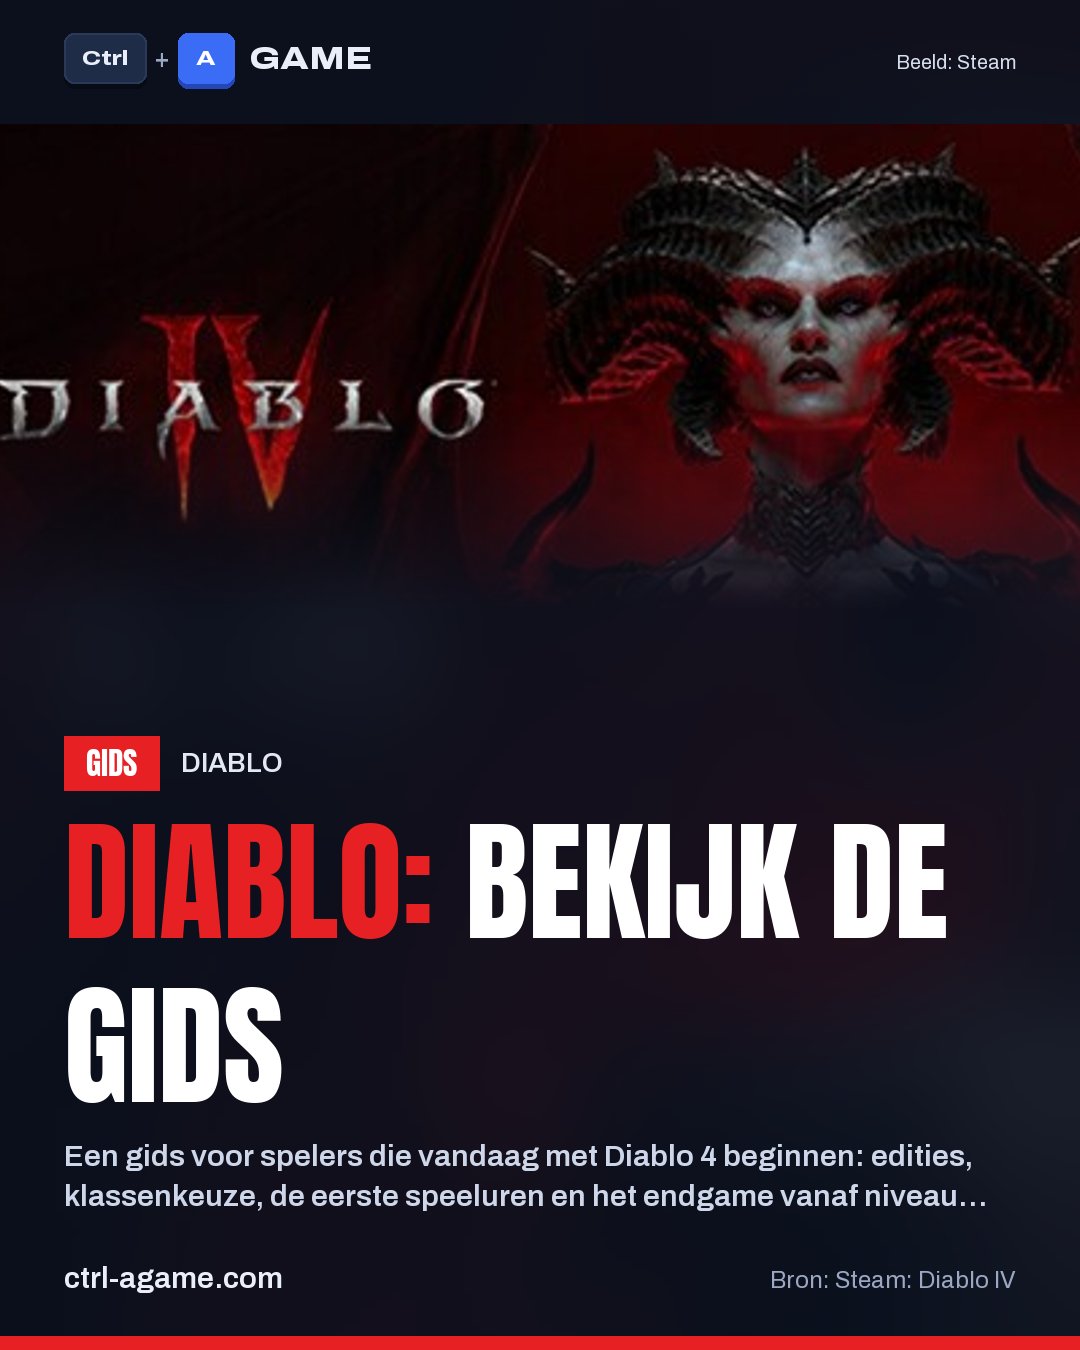 Ctrl + A GAME
Beeld: Steam
DIABLO IV
GIDS DIABLO
DIABLO: BEKIJK DE
GIDS
Een gids voor spelers die vandaag met Diablo 4 beginnen: edities,
klassenkeuze, de eerste speeluren en het endgame vanaf niveau...
ctrl-agame.com
Bron: Steam: Diablo IV